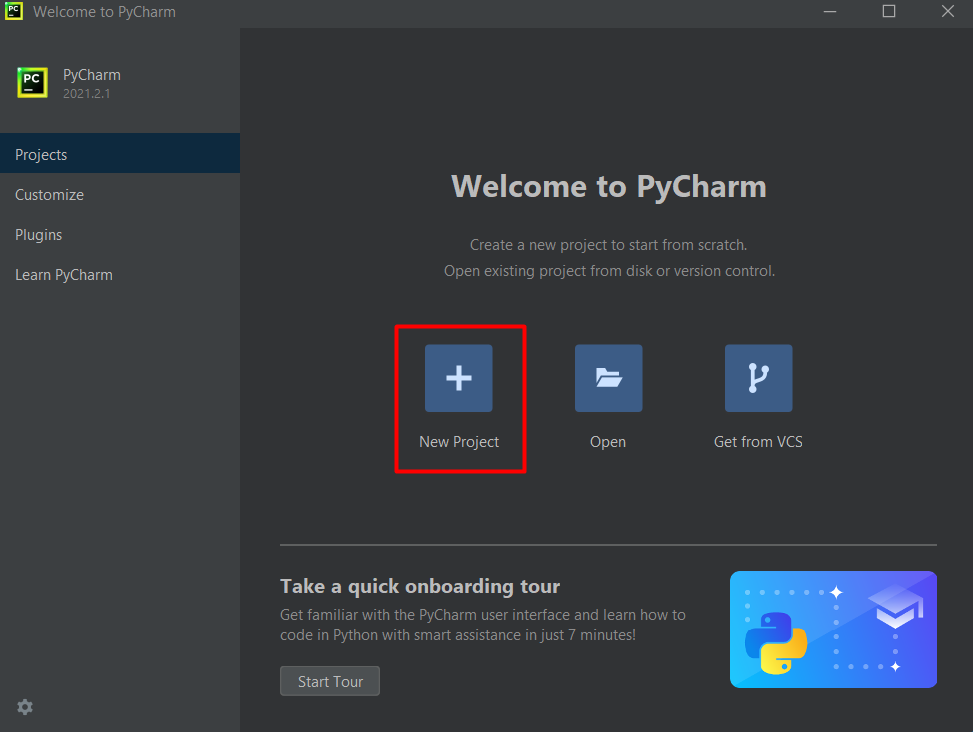 PC
Welcome to PyCharm
PC
PyCharm
2021.2.1
Projects
Customize
Plugins
Learn PyCharm
Welcome to PyCharm
Create a new project to start from scratch.
Open existing project from disk or version control.
New Project
Open
Get from VCS
Take a quick onboarding tour
Get familiar with the PyCharm user interface and learn how to
code in Python with smart assistance in just 7 minutes!
Start Tour